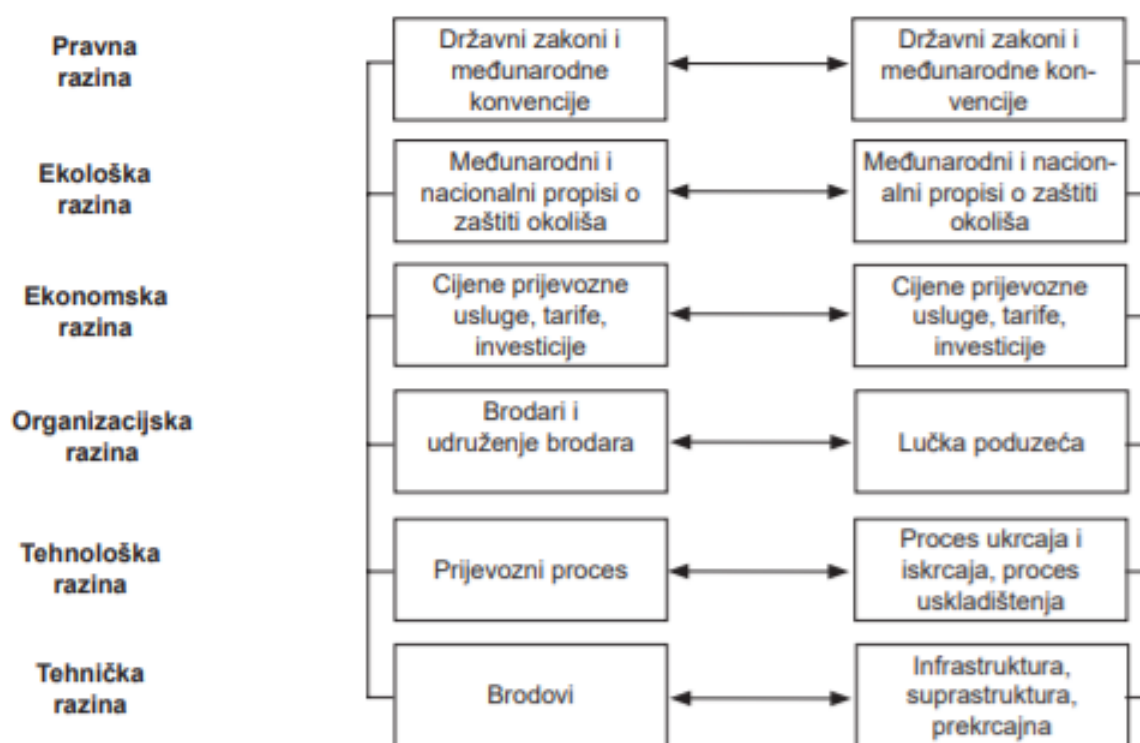 Pravna
razina
Državni zakoni i
međunarodne
konvencije
Državni zakoni i
međunarodne kon-
vencije
Ekološka
razina
Međunarodni i
nacionalni propisi o
zaštiti okoliša
Međunarodni i nacion-
alni propisi o zaštiti
okoliša
Ekonomska
razina
Cijene prijevozne
usluge, tarife,
investicije
Cijene prijevozne
usluge, tarife,
investicije
Organizacijska
razina
Brodari i
udruženje brodara
Lučka poduzeća
Tehnološka
razina
Prijevozni proces
Proces ukrcaja i
iskrcaja, proces
uskladištenja
Tehnička
razina
Brodovi
Infrastruktura,
suprastruktura,
prekrcajna